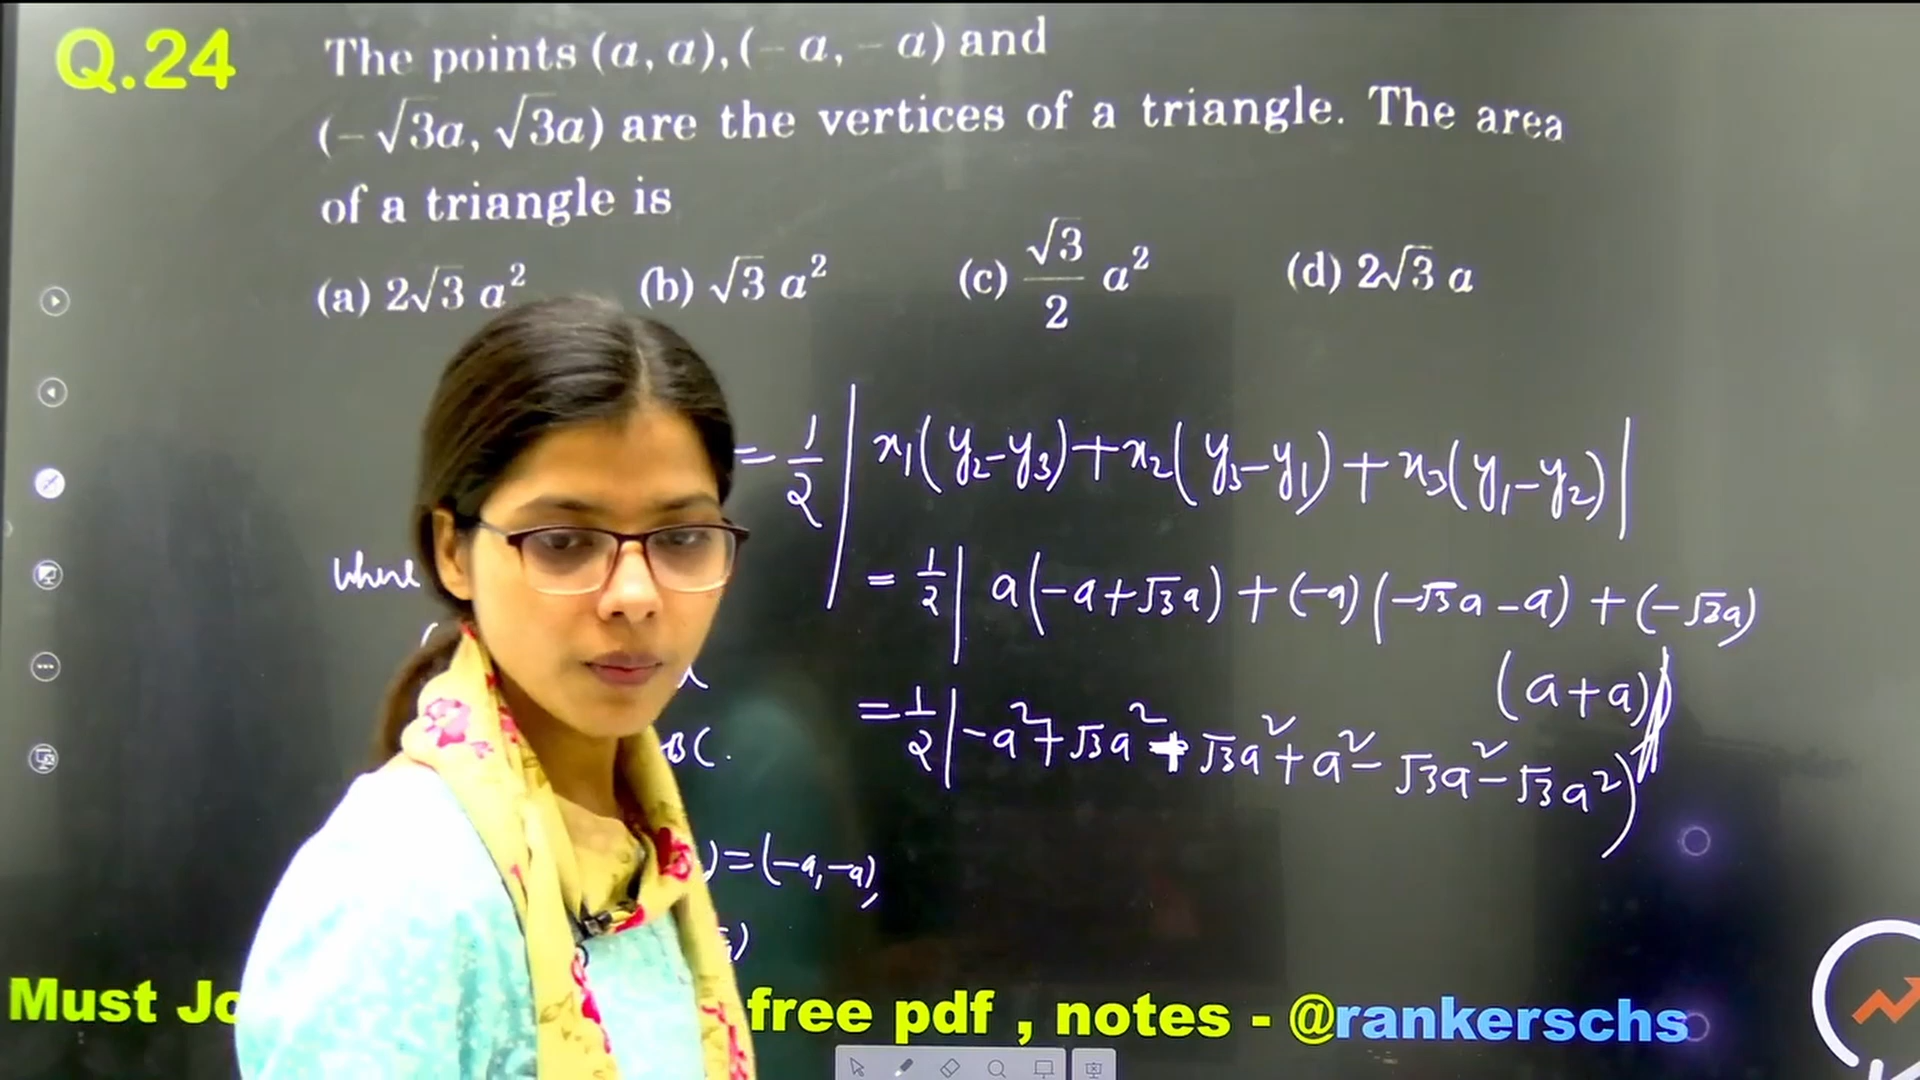 Q.24
The points (a, a), (– a, – a) and
(–√3a, √3a) are the vertices of a triangle. The area
of a triangle is
(a) 2√3 a² (b) √3 a² (c) √3/2 a² (d) 2√3 a
= 1/2 | x₁(y₂-y₃)+x₂(y₃-y₁)+x₃(y₁-y₂)|
where
= 1/2 | a(-a+√3a)+(-a)(-√3a-a)+(-√3a)
(a+a)|
= 1/2 |-a²+√3a²+√3a²+a²-√3a²-√3a²)
BC.
)=(-a,-a),
Must Jo free pdf , notes - @rankerschs